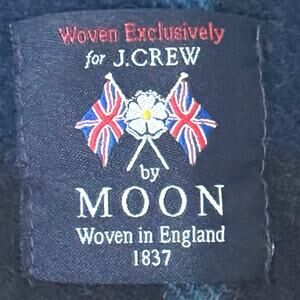 Woven Exclusively
for J.CREW
by
MOON
Woven in England
1837